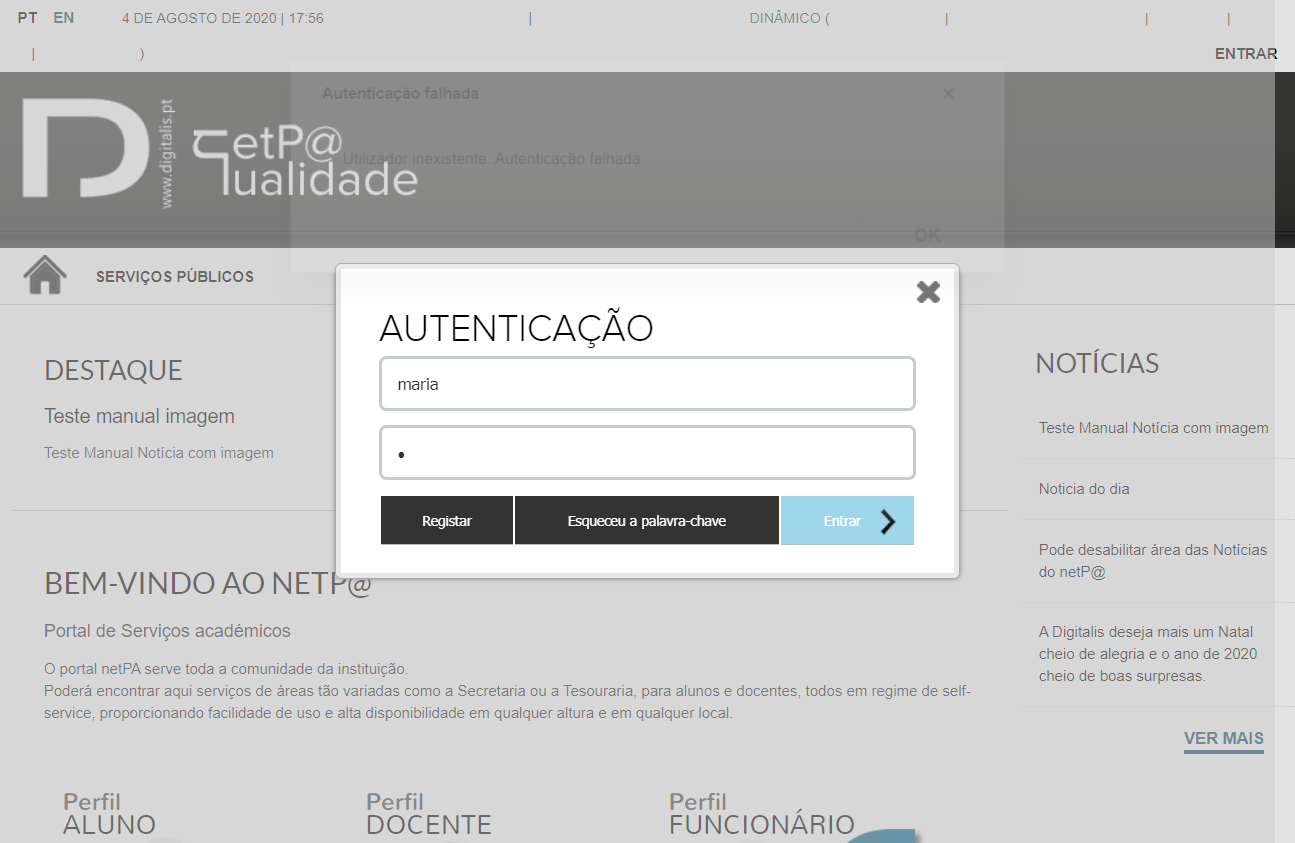 PT EN 4 DE AGOSTO DE 2020 | 17:56 | DINÂMICO ( | | |
| )
ENTRAR
Autenticação falhada ×
Utilizador inexistente. Autenticação falhada
OK
D
www.digitalis.pt
netP@
qualidade
SERVIÇOS PÚBLICOS
AUTENTICAÇÃO
maria
•
Registar
Esqueceu a palavra-chave
Entrar
DESTAQUE
Teste manual imagem
Teste Manual Notícia com imagem
BEM-VINDO AO NETP@
Portal de Serviços académicos
O portal netPA serve toda a comunidade da instituição.
Poderá encontrar aqui serviços de áreas tão variadas como a Secretaria ou a Tesouraria, para alunos e docentes, todos em regime de self-
service, proporcionando facilidade de uso e alta disponibilidade em qualquer altura e em qualquer local.
NOTÍCIAS
Teste Manual Notícia com imagem
Noticia do dia
Pode desabilitar área das Notícias
do netP@
A Digitalis deseja mais um Natal
cheio de alegria e o ano de 2020
cheio de boas surpresas.
VER MAIS
Perfil
ALUNO
Perfil
DOCENTE
Perfil
FUNCIONÁRIO